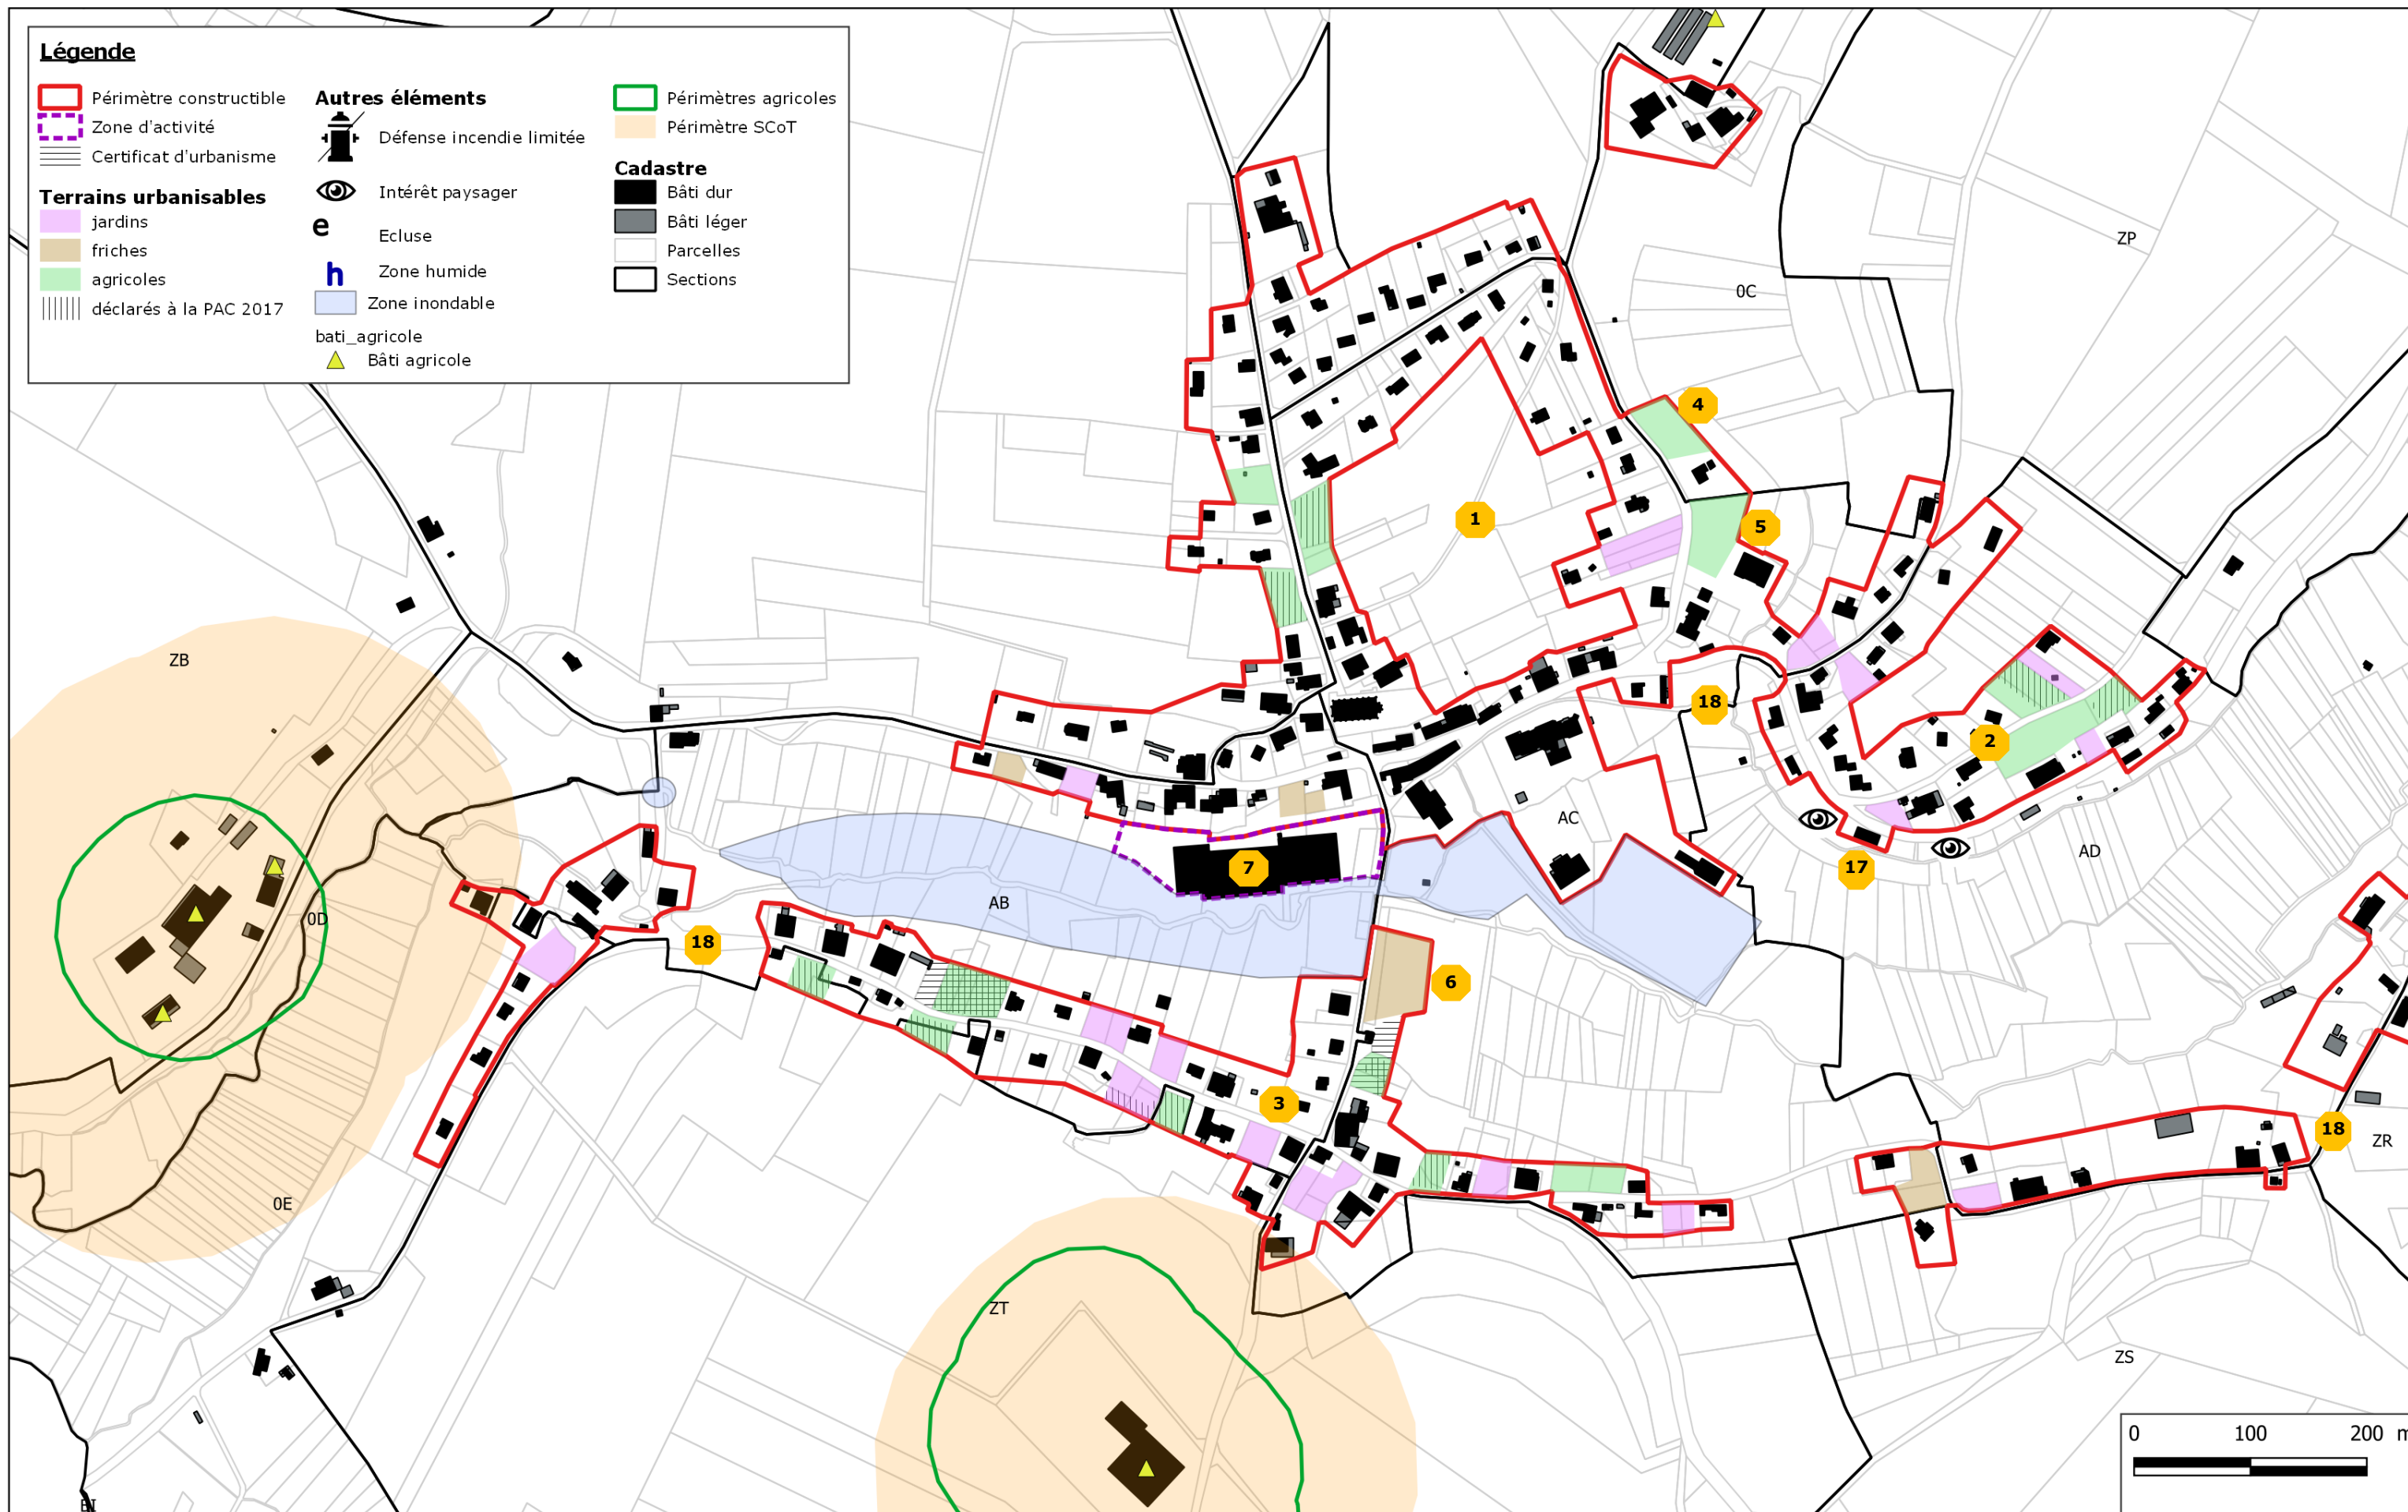 Légende
Périmètre constructible
Zone d'activité
Certificat d'urbanisme
Terrains urbanisables
jardins
friches
agricoles
déclarés à la PAC 2017
Autres éléments
Défense incendie limitée
Intérêt paysager
e Ecluse
h Zone humide
Zone inondable
bati_agricole
Bâti agricole
Périmètres agricoles
Périmètre SCoT
Cadastre
Bâti dur
Bâti léger
Parcelles
Sections
ZP
0C
4
1
5
ZB
18
2
AC
17
AD
7
AB
0D
18
6
3
18
ZR
0E
ZT
ZS
0 100 200 m